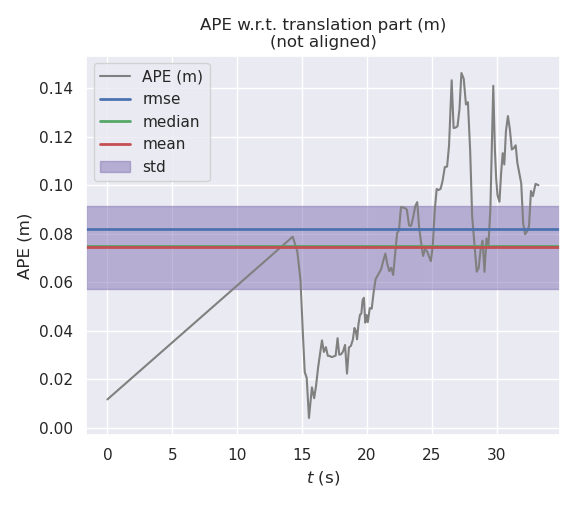 APE w.r.t. translation part (m)
(not aligned)
APE (m)
rmse
median
mean
std
APE (m)
0.14
0.12
0.10
0.08
0.06
0.04
0.02
0.00
0 5 10 15 20 25 30
t (s)